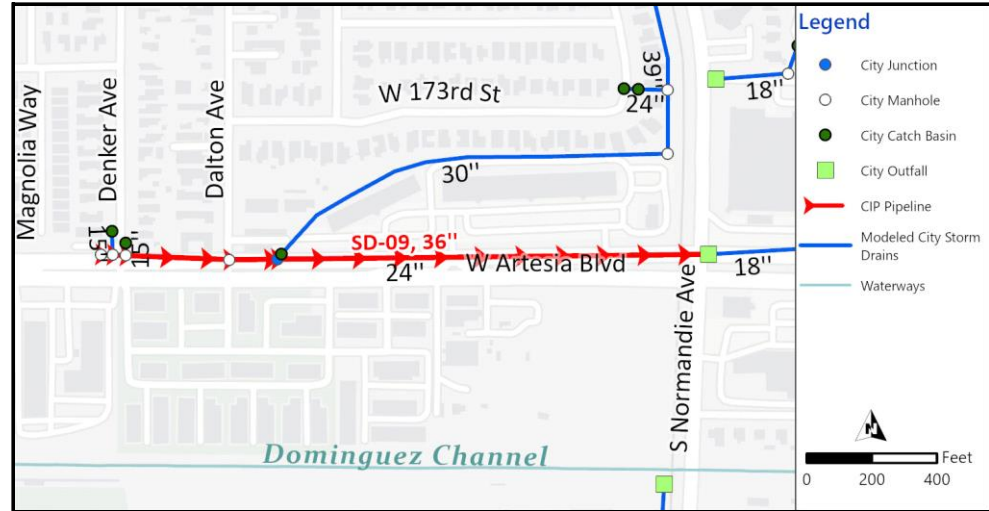 Legend
City Junction
City Manhole
City Catch Basin
City Outfall
CIP Pipeline
Modeled City Storm
Drains
Waterways
N
Feet
0 200 400
Magnolia Way
Denker Ave
Dalton Ave
W 173rd St
39"
24"
18"
30"
15"
SD-09, 36"
24"
W Artesia Blvd
18"
S Normandie Ave
Dominguez Channel